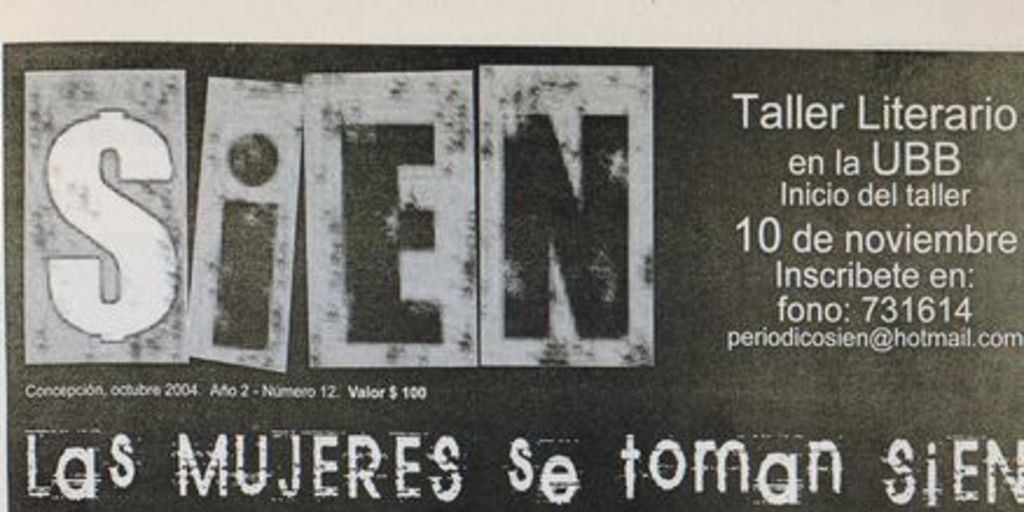 SiEN
Taller Literario
en la UBB
Inicio del taller
10 de noviembre
Inscribete en:
fono: 731614
periodicosien@hotmail.com
Concepción, octubre 2004. Año 2 - Número 12. Valor $ 100
Las MUJERES se toman SiEN